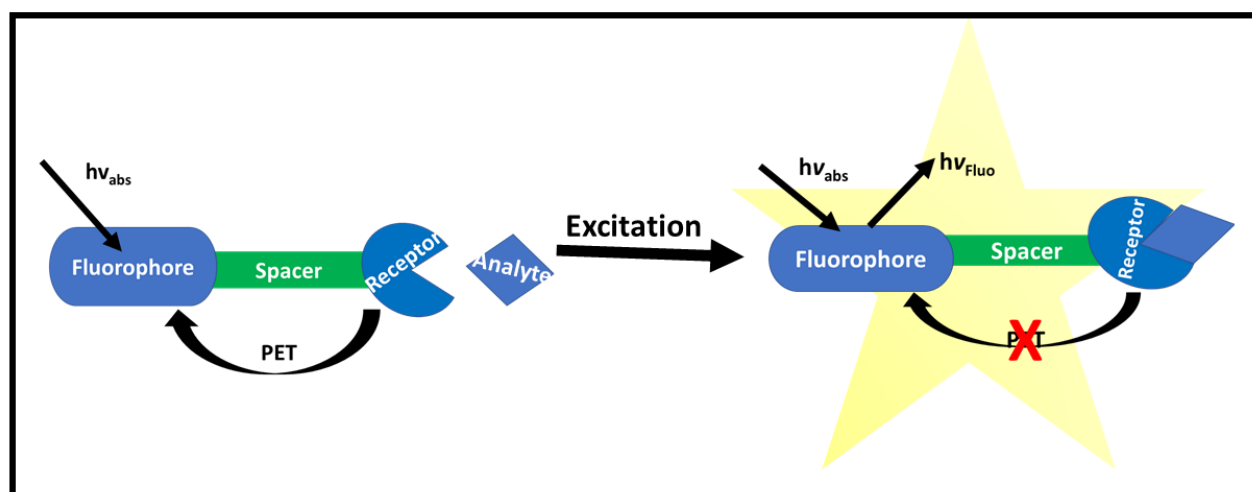 hvabs
Fluorophore
Spacer
Receptor
Analyte
PET
Excitation
hvabs
hvFluo
Fluorophore
Spacer
Receptor
PET
X